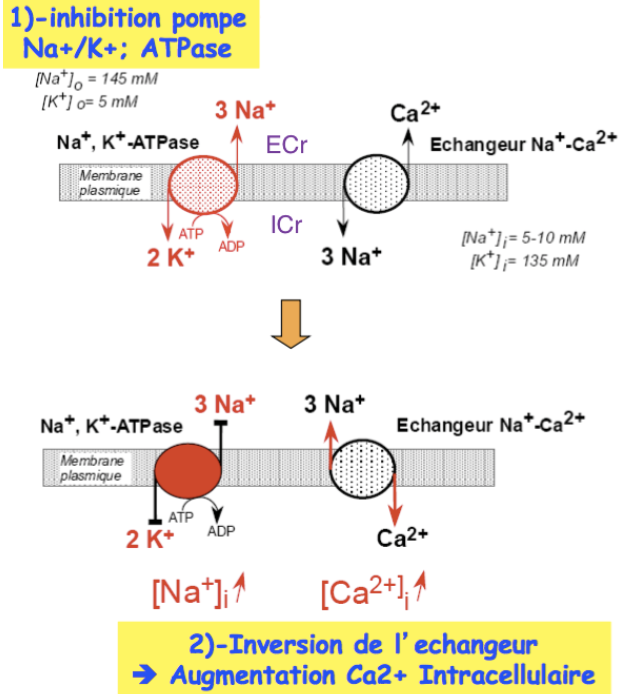 1)-inhibition pompe
Na+/K+; ATPase
[Na⁺]o = 145 mM
[K⁺]o= 5 mM
3 Na⁺
Ca²⁺
Na⁺, K⁺-ATPase
ECr
Echangeur Na⁺-Ca²⁺
Membrane
plasmique
ICr
ATP
ADP
2 K⁺
3 Na⁺
[Na⁺]i= 5-10 mM
[K⁺]i= 135 mM
3 Na⁺
3 Na⁺
Na⁺, K⁺-ATPase
Echangeur Na⁺-Ca²⁺
Membrane
plasmique
ATP
ADP
2 K⁺
Ca²⁺
[Na⁺]i
[Ca²⁺]i
2)-Inversion de l'echangeur
➔ Augmentation Ca2+ Intracellulaire